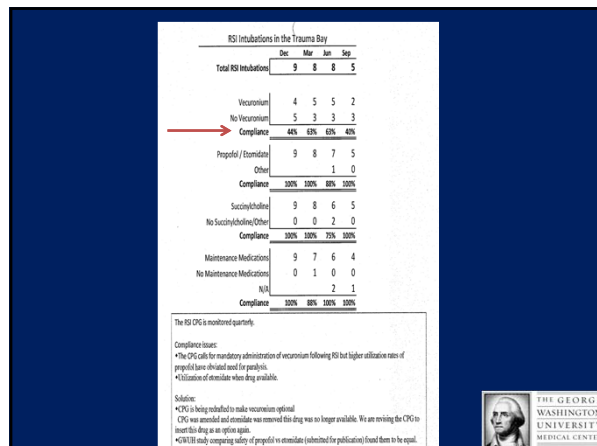 RSI Intubations in the Trauma Bay
Dec Mar Jun Sep
Total RSI Intubations 9 8 8 5
Vecuronium 4 5 5 2
No Vecuronium 5 3 3 3
Compliance 44% 63% 63% 40%
Propofol / Etomidate 9 8 7 5
Other 1 0
Compliance 100% 100% 88% 100%
Succinylcholine 9 8 6 5
No Succinylcholine/Other 0 0 2 0
Compliance 100% 100% 75% 100%
Maintenance Medications 9 7 6 4
No Maintenance Medications 0 1 0 0
N/A 2 1
Compliance 100% 88% 100% 100%
The RSI CPG is monitored quarterly.
Compliance issues:
•The CPG calls for mandatory administration of vecuronium following RSI but higher utilization rates of
propofol have obviated need for paralysis.
•Utilization of etomidate when drug available.
Solution:
•CPG is being redrafted to make vecuronium optional
CPG was amended and etomidate was removed this drug was no longer available. We are revising the CPG to
insert this drug as an option again.
•GWUH study comparing safety of propofol vs etomidate (submitted for publication) found them to be equal.
THE GEORGE
WASHINGTON
UNIVERSITY
MEDICAL CENTER